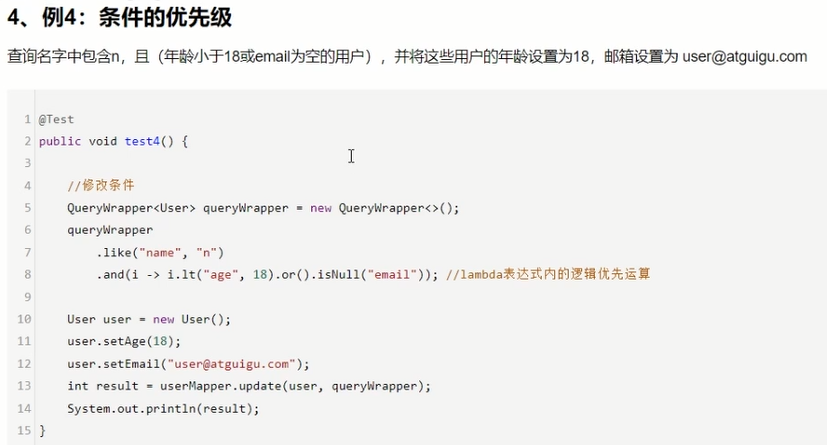 4、例4：条件的优先级
查询名字中包含n，且（年龄小于18或email为空的用户），并将这些用户的年龄设置为18，邮箱设置为 user@atguigu.com
1 @Test
2 public void test4() {
3
4 //修改条件
5 QueryWrapper<User> queryWrapper = new QueryWrapper<>();
6 queryWrapper
7 .like("name", "n")
8 .and(i -> i.lt("age", 18).or().isNull("email")); //lambda表达式内的逻辑优先运算
9
10 User user = new User();
11 user.setAge(18);
12 user.setEmail("user@atguigu.com");
13 int result = userMapper.update(user, queryWrapper);
14 System.out.println(result);
15 }